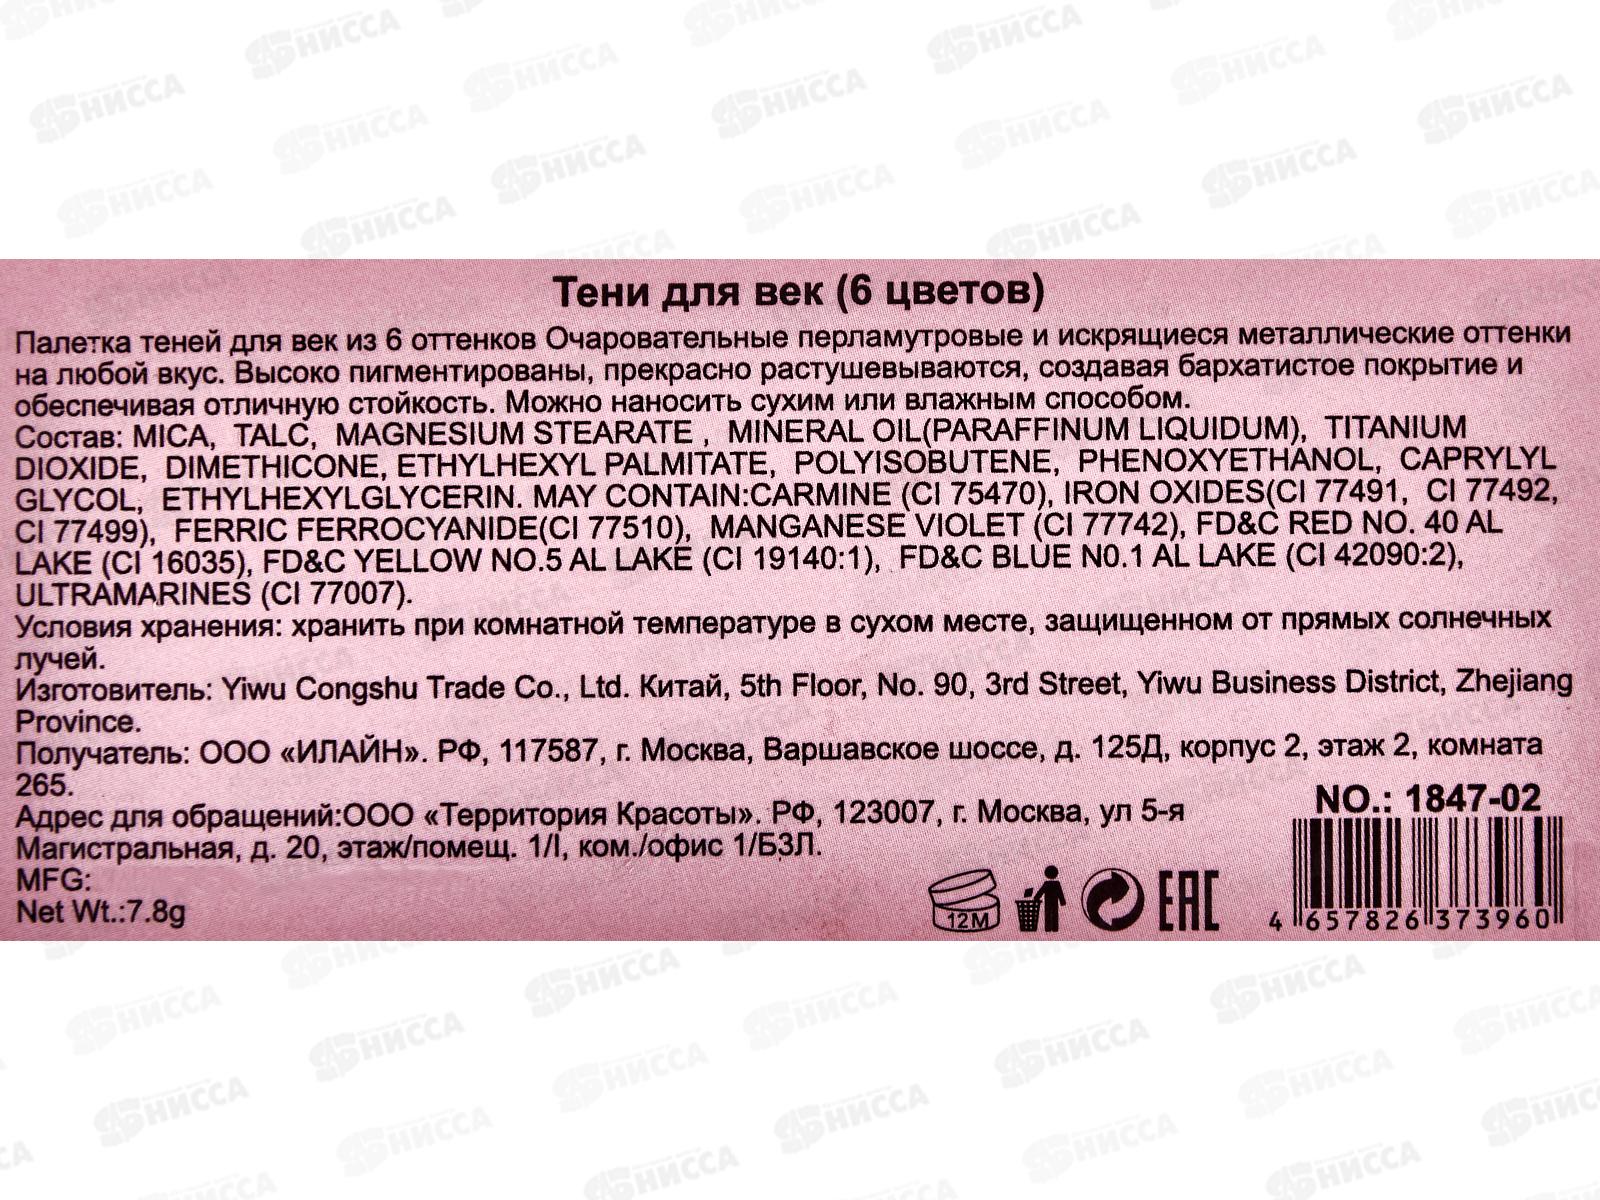 Тени для век (6 цветов)
Палетка теней для век из 6 оттенков Очаровательные перламутровые и искрящиеся металлические оттенки
на любой вкус. Высоко пигментированы, прекрасно растушевываются, создавая бархатистое покрытие и
обеспечивая отличную стойкость. Можно наносить сухим или влажным способом.
Состав: MICA, TALC, MAGNESIUM STEARATE , MINERAL OIL(PARAFFINUM LIQUIDUM), TITANIUM
DIOXIDE, DIMETHICONE, ETHYLHEXYL PALMITATE, POLYISOBUTENE, PHENOXYETHANOL, CAPRYLYL
GLYCOL, ETHYLHEXYLGLYCERIN. MAY CONTAIN:CARMINE (CI 75470), IRON OXIDES(CI 77491, CI 77492,
CI 77499), FERRIC FERROCYANIDE(CI 77510), MANGANESE VIOLET (CI 77742), FD&C RED NO. 40 AL
LAKE (CI 16035), FD&C YELLOW NO.5 AL LAKE (CI 19140:1), FD&C BLUE N0.1 AL LAKE (CI 42090:2),
ULTRAMARINES (CI 77007).
Условия хранения: хранить при комнатной температуре в сухом месте, защищенном от прямых солнечных
лучей.
Изготовитель: Yiwu Congshu Trade Co., Ltd. Китай, 5th Floor, No. 90, 3rd Street, Yiwu Business District, Zhejiang
Province.
Получатель: ООО «ИЛАЙН». РФ, 117587, г. Москва, Варшавское шоссе, д. 125Д, корпус 2, этаж 2, комната
265.
Адрес для обращений:ООО «Территория Красоты». РФ, 123007, г. Москва, ул 5-я
Магистральная, д. 20, этаж/помещ. 1/I, ком./офис 1/БЗЛ.
MFG:
Net Wt.:7.8g
12M
EAC
NO.: 1847-02
4 657826 373960